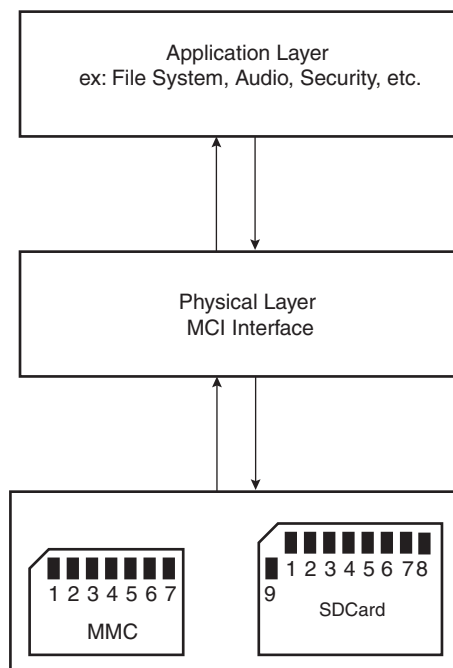 Application Layer
ex: File System, Audio, Security, etc.
Physical Layer
MCI Interface
1 2 3 4 5 6 7
MMC
1 2 3 4 5 6 7 8
9
SDCard